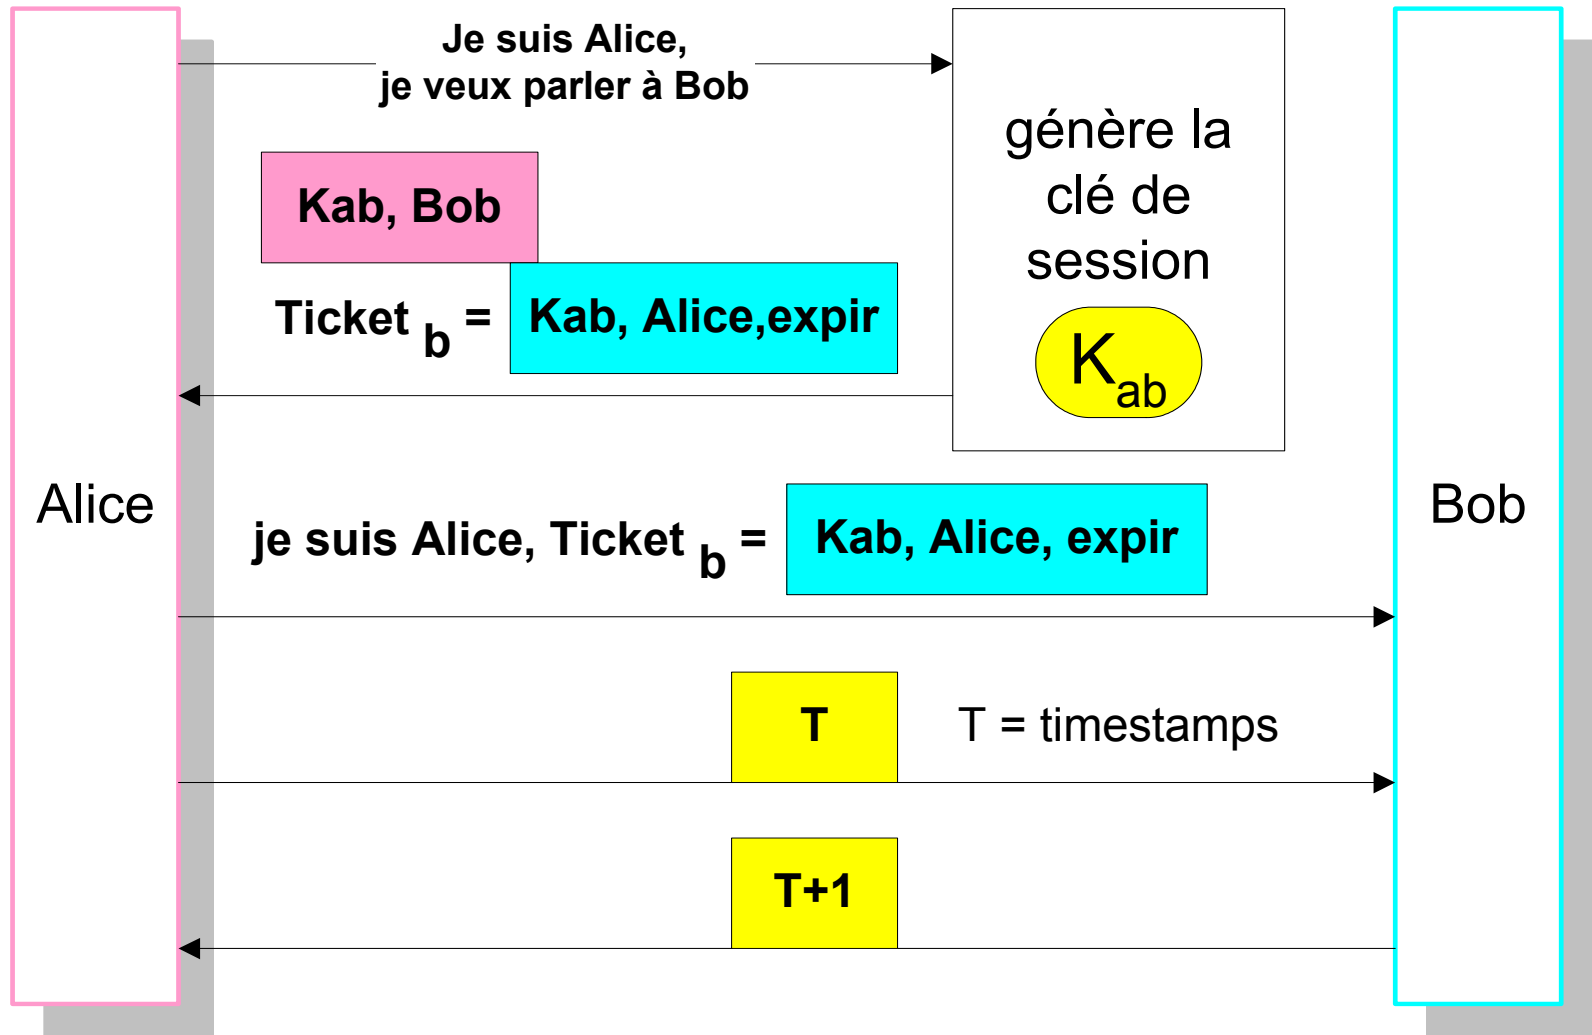 Je suis Alice,
je veux parler à Bob
génère la
clé de
session
Kab
Kab, Bob
Ticket b = Kab, Alice,expir
Alice
Bob
je suis Alice, Ticket b = Kab, Alice, expir
T T = timestamps
T+1